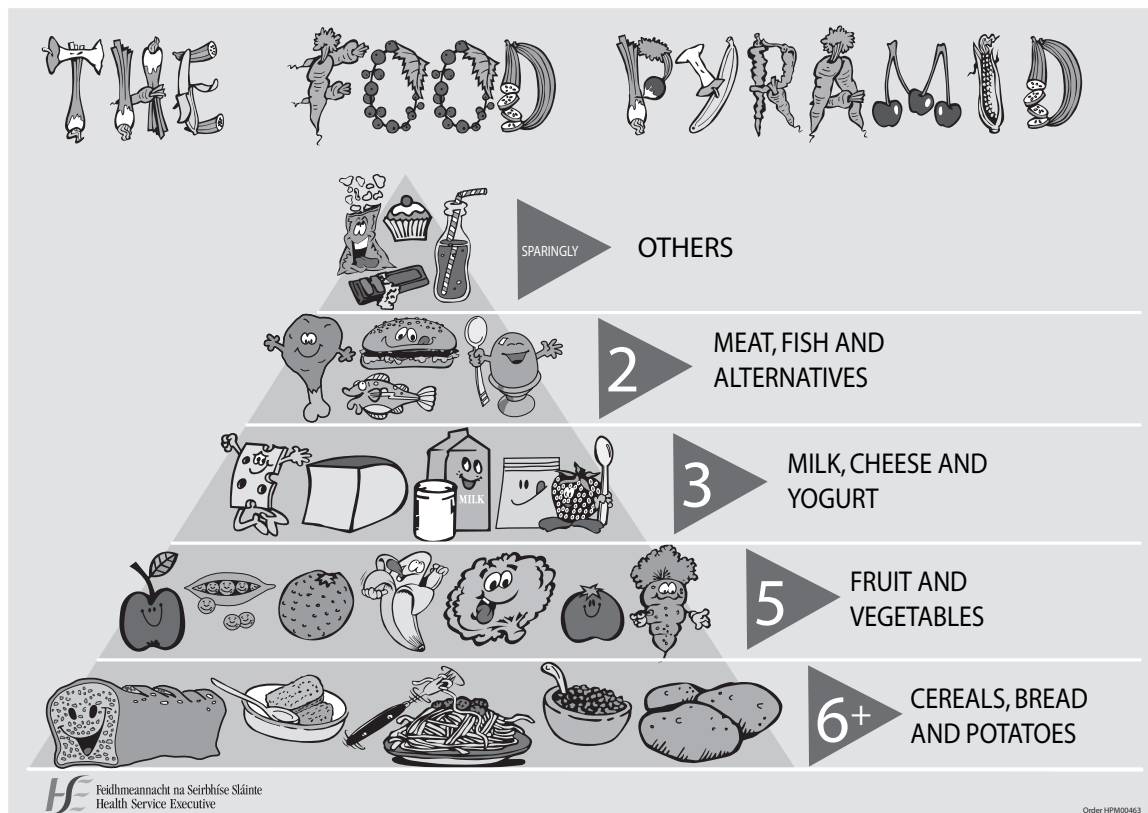 THE FOOD PYRAMID
SPARINGLY
OTHERS
2
MEAT, FISH AND
ALTERNATIVES
MILK
3
MILK, CHEESE AND
YOGURT
5
FRUIT AND
VEGETABLES
6+
CEREALS, BREAD
AND POTATOES
Feidhmeannacht na Seirbhíse Sláinte
Health Service Executive
Order HPM00463